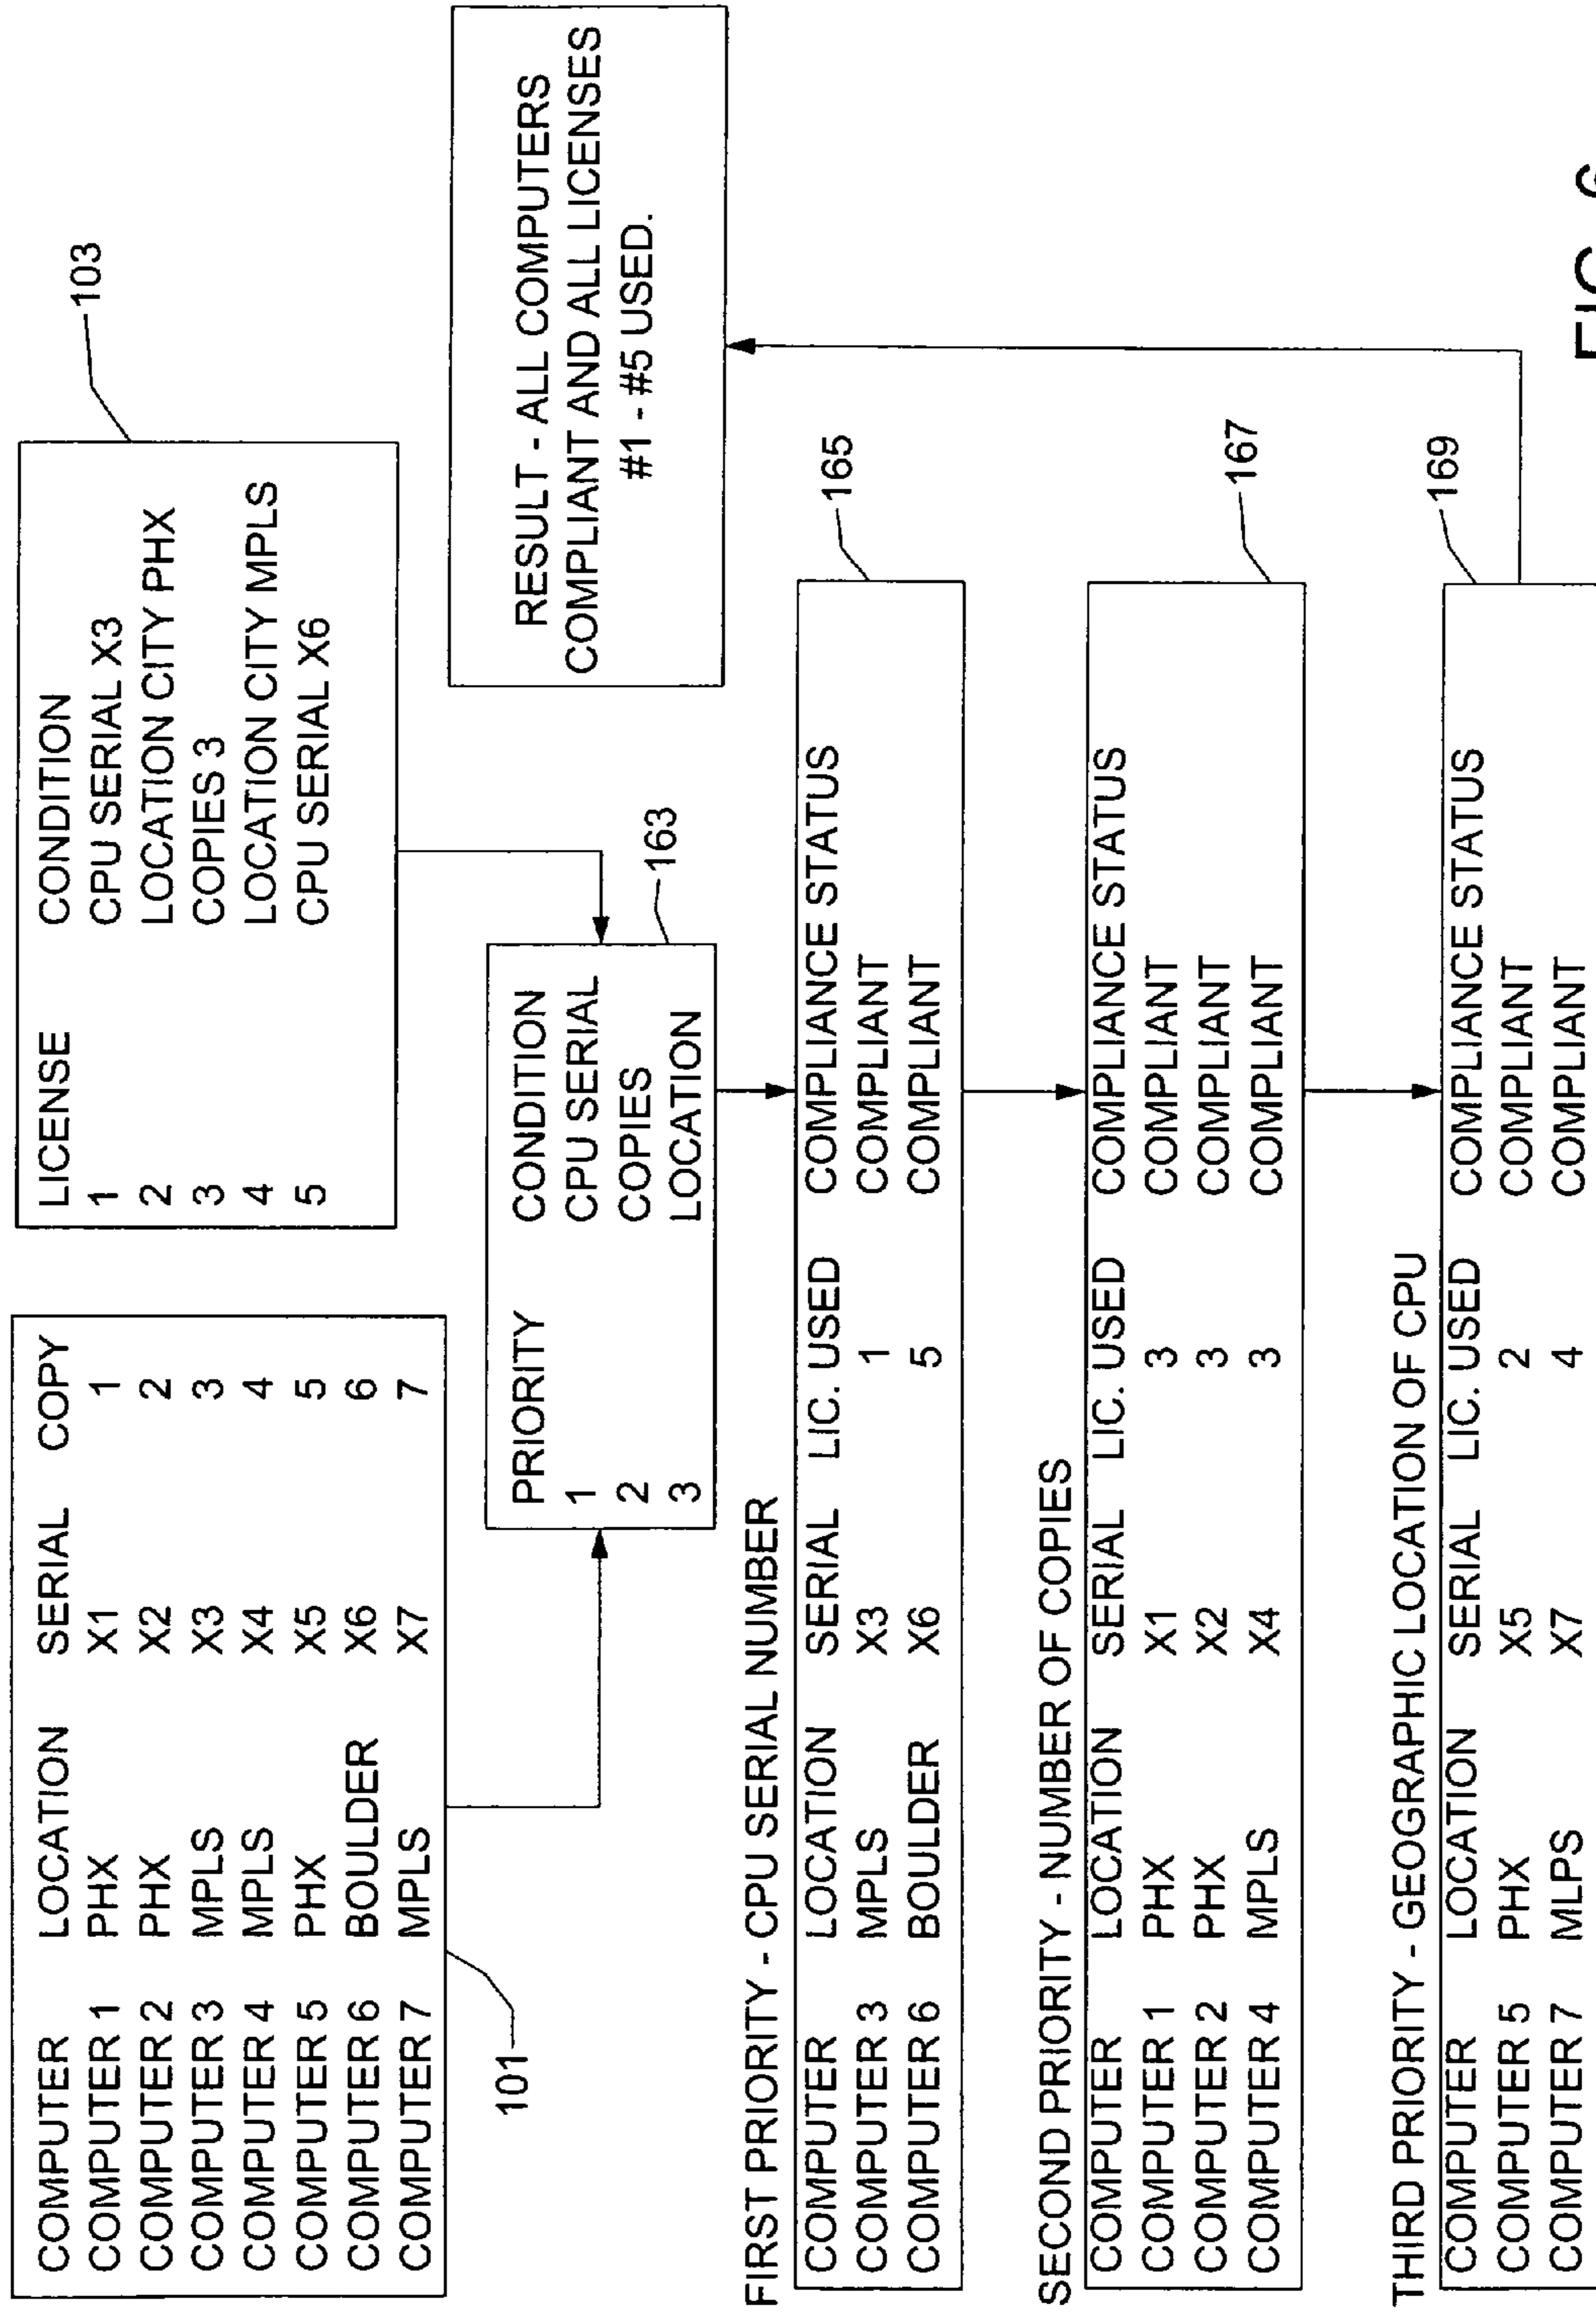 COMPUTER LOCATION SERIAL COPY
COMPUTER 1 PHX X1 1
COMPUTER 2 PHX X2 2
COMPUTER 3 MPLS X3 3
COMPUTER 4 MPLS X4 4
COMPUTER 5 PHX X5 5
COMPUTER 6 BOULDER X6 6
COMPUTER 7 MPLS X7 7
101
LICENSE CONDITION
1 CPU SERIAL X3
2 LOCATION CITY PHX
3 COPIES 3
4 LOCATION CITY MPLS
5 CPU SERIAL X6
103
PRIORITY CONDITION
1 CPU SERIAL
2 COPIES
3 LOCATION
163
RESULT - ALL COMPUTERS
COMPLIANT AND ALL LICENSES
#1 - #5 USED.
FIRST PRIORITY - CPU SERIAL NUMBER
COMPUTER LOCATION SERIAL LIC. USED COMPLIANCE STATUS
COMPUTER 3 MPLS X3 1 COMPLIANT
COMPUTER 6 BOULDER X6 5 COMPLIANT
165
SECOND PRIORITY - NUMBER OF COPIES
COMPUTER LOCATION SERIAL LIC. USED COMPLIANCE STATUS
COMPUTER 1 PHX X1 3 COMPLIANT
COMPUTER 2 PHX X2 3 COMPLIANT
COMPUTER 4 MPLS X4 3 COMPLIANT
167
THIRD PRIORITY - GEOGRAPHIC LOCATION OF CPU
COMPUTER LOCATION SERIAL LIC. USED COMPLIANCE STATUS
COMPUTER 5 PHX X5 2 COMPLIANT
COMPUTER 7 MLPS X7 4 COMPLIANT
169
FIG.